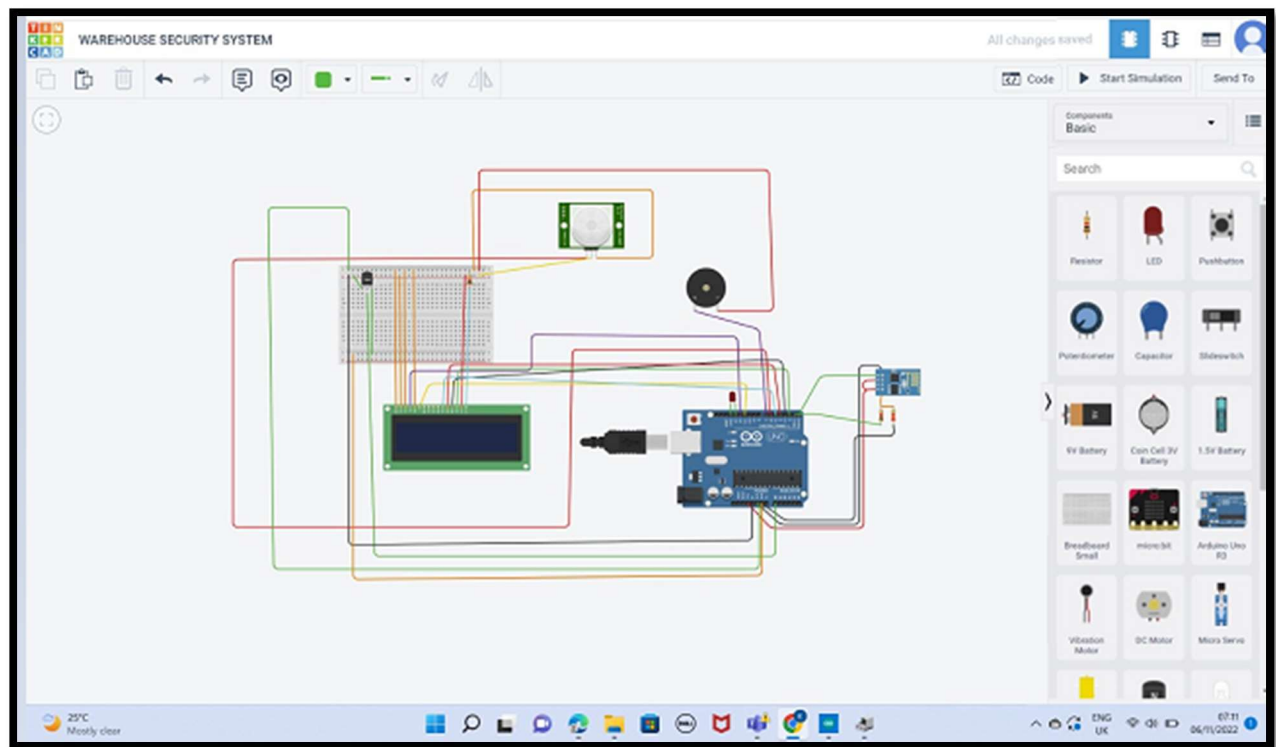 TIN
KER
CAD
WAREHOUSE SECURITY SYSTEM
All changes saved
Code
Start Simulation
Send To
Components
Basic
Search
Resistor
LED
Pushbutton
Potentiometer
Capacitor
Slideswitch
9V Battery
Coin Cell 3V Battery
1.5V Battery
Breadboard Small
micro:bit
Arduino Uno R3
Vibration Motor
DC Motor
Micro Servo
25°C
Mostly clear
ENG
UK
07:11
06/11/2022